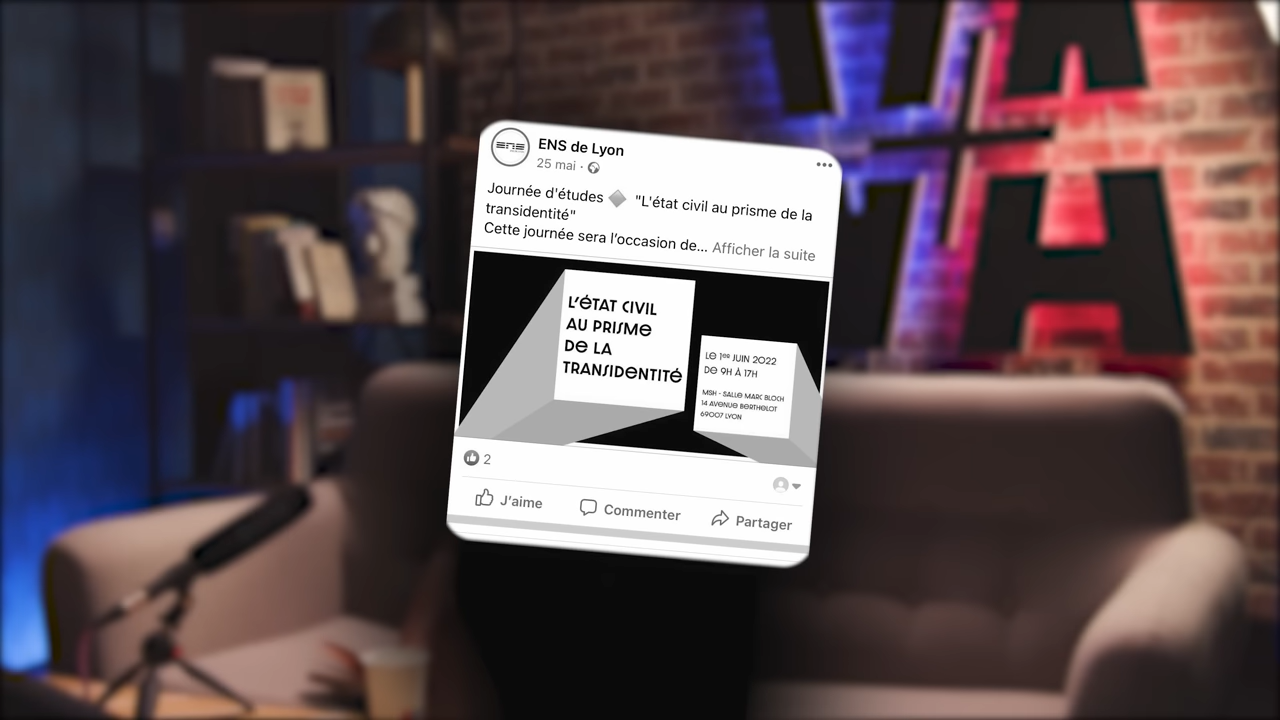 ens
ENS de Lyon
25 mai ·
Journée d'études "L'état civil au prisme de la
transidentité"
Cette journée sera l'occasion de... Afficher la suite
L'ÉTAT CIVIL
AU PRISME
DE LA
TRANSIDENTITÉ
LE 1ER JUIN 2022
DE 9H À 17H
MSH - SALLE MARC BLOCH
14 AVENUE BERTHELOT
69007 LYON
2
J'aime
Commenter
Partager